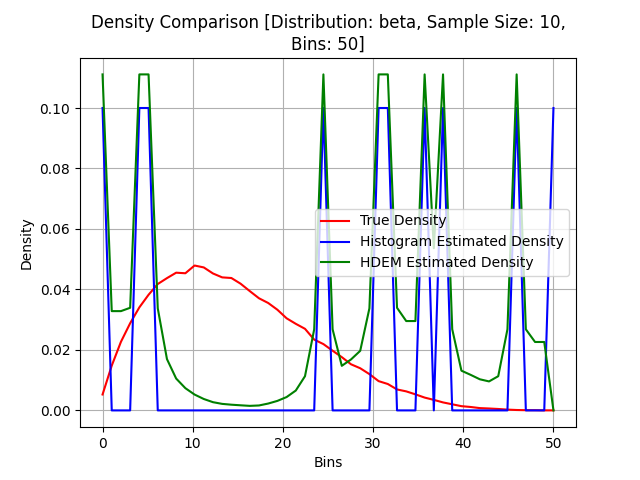 Density Comparison [Distribution: beta, Sample Size: 10,
Bins: 50]
Density
0.10
0.08
0.06
0.04
0.02
0.00
True Density
Histogram Estimated Density
HDEM Estimated Density
0
10
20
30
40
50
Bins